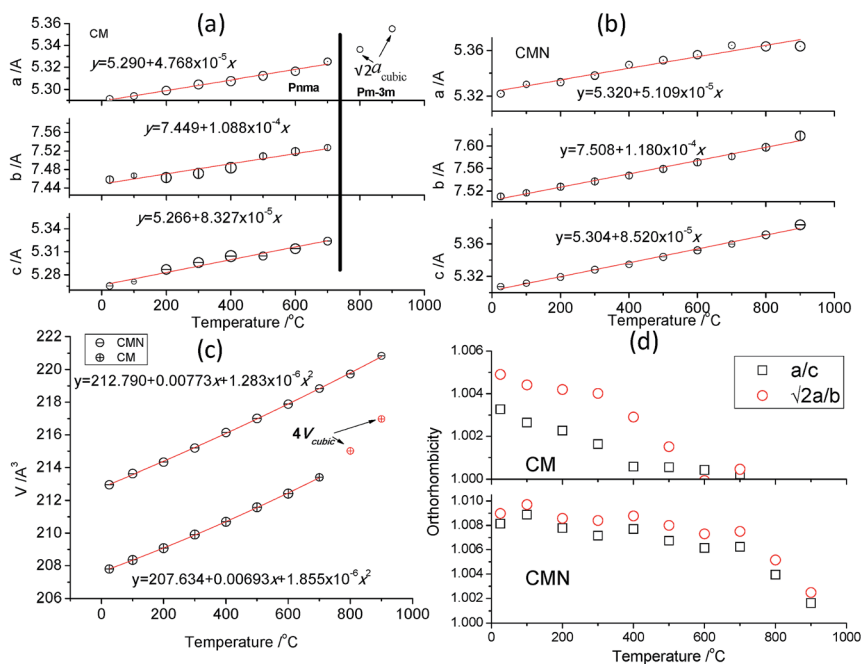 (a)
CM
y=5.290+4.768x10⁻⁵x
Pnma
√2a cubic
Pm-3m
a /A
5.36
5.34
5.32
5.30
y=7.449+1.088x10⁻⁴x
b /A
7.56
7.52
7.48
7.44
y=5.266+8.327x10⁻⁵x
c /A
5.36
5.32
5.28
0 200 400 600 800 1000
Temperature /°C
(b)
CMN
y=5.320+5.109x10⁻⁵x
a /A
5.36
5.32
y=7.508+1.180x10⁻⁴x
b /A
7.60
7.52
y=5.304+8.520x10⁻⁵x
c /A
5.36
5.32
0 200 400 600 800 1000
Temperature /°C
(c)
CMN
CM
y=212.790+0.00773x+1.283x10⁻⁶x²
4V cubic
y=207.634+0.00693x+1.855x10⁻⁶x²
V /A³
222
220
218
216
214
212
210
208
206
0 200 400 600 800 1000
Temperature /°C
(d)
a/c
√2a/b
CM
CMN
Orthorhombicity
1.006
1.004
1.002
1.000
1.010
1.008
1.006
1.004
1.002
1.000
0 200 400 600 800 1000
Temperature /°C